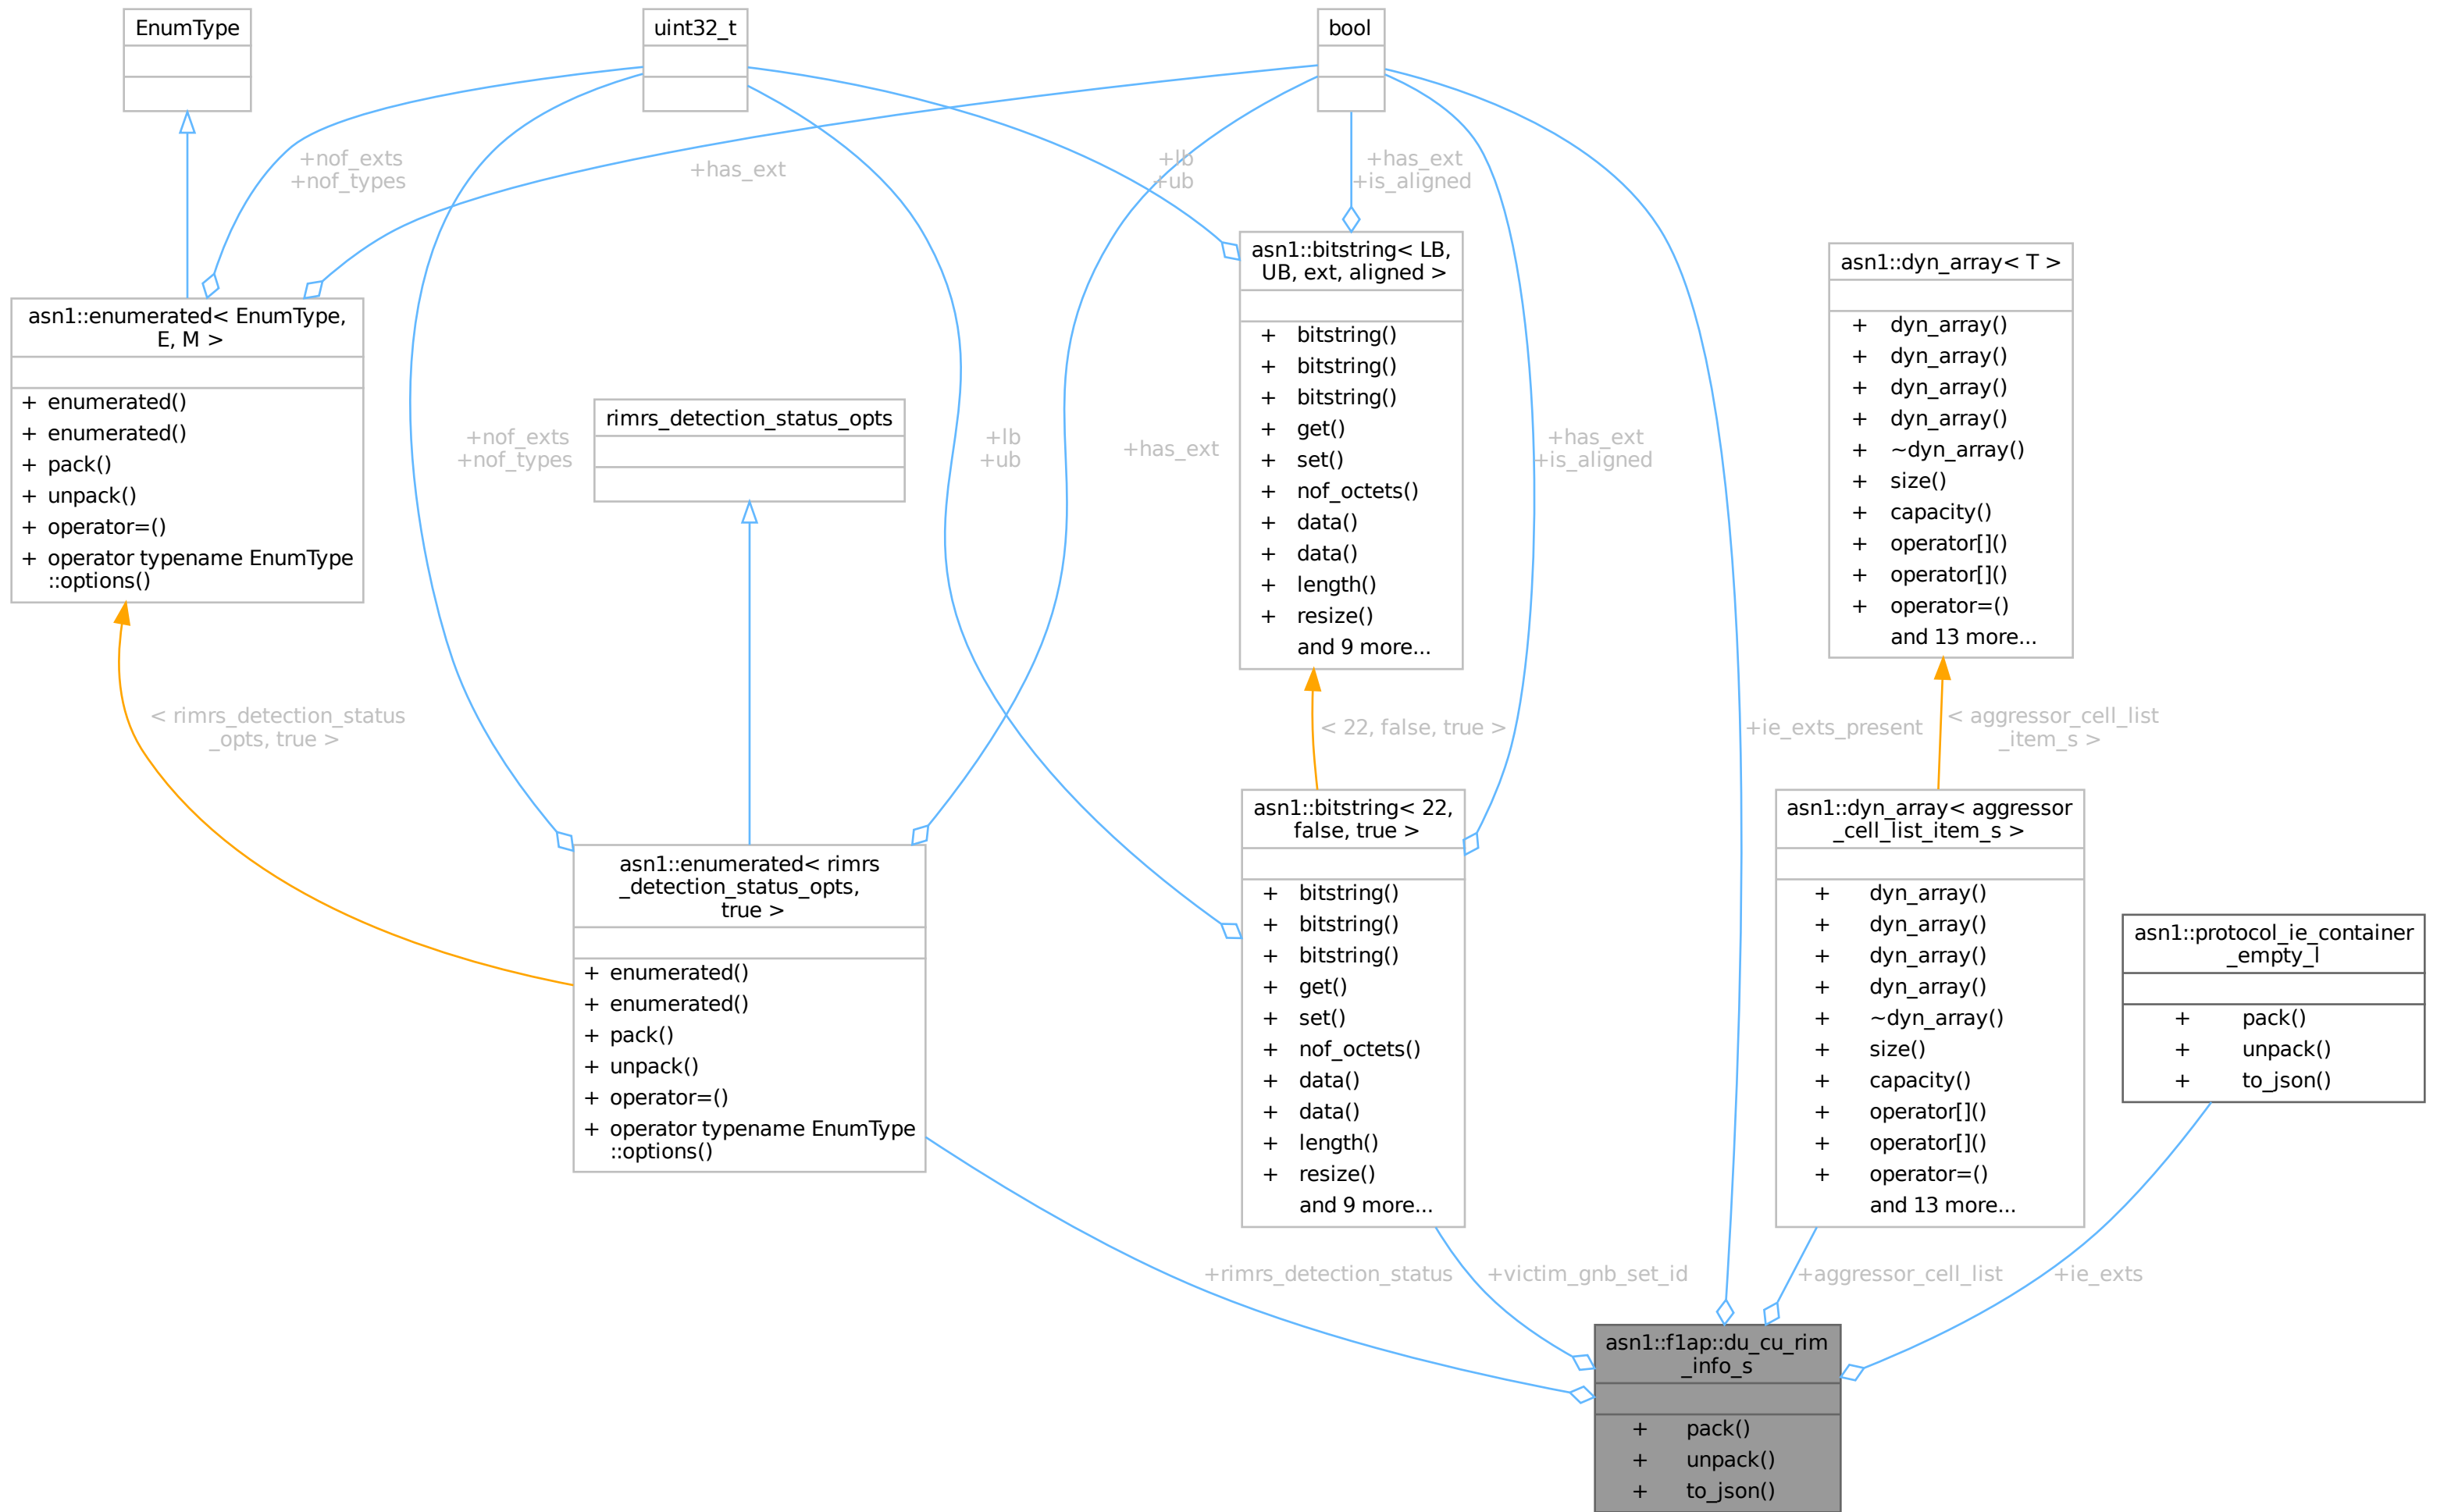 EnumType
uint32_t
bool
+nof_exts
+nof_types
+has_ext
+lb
+ub
+has_ext
+is_aligned
asn1::enumerated< EnumType,
E, M >
+ enumerated()
+ enumerated()
+ pack()
+ unpack()
+ operator=()
+ operator typename EnumType
::options()
rimrs_detection_status_opts
asn1::bitstring< LB,
UB, ext, aligned >
+ bitstring()
+ bitstring()
+ bitstring()
+ get()
+ set()
+ nof_octets()
+ data()
+ data()
+ length()
+ resize()
and 9 more...
asn1::dyn_array< T >
+ dyn_array()
+ dyn_array()
+ dyn_array()
+ dyn_array()
+ ~dyn_array()
+ size()
+ capacity()
+ operator[]()
+ operator[]()
+ operator=()
and 13 more...
+nof_exts
+nof_types
+lb
+ub
+has_ext
+has_ext
+is_aligned
< rimrs_detection_status
_opts, true >
< 22, false, true >
+ie_exts_present
< aggressor_cell_list
_item_s >
asn1::enumerated< rimrs
_detection_status_opts,
true >
+ enumerated()
+ enumerated()
+ pack()
+ unpack()
+ operator=()
+ operator typename EnumType
::options()
asn1::bitstring< 22,
false, true >
+ bitstring()
+ bitstring()
+ bitstring()
+ get()
+ set()
+ nof_octets()
+ data()
+ data()
+ length()
+ resize()
and 9 more...
asn1::dyn_array< aggressor
_cell_list_item_s >
+ dyn_array()
+ dyn_array()
+ dyn_array()
+ dyn_array()
+ ~dyn_array()
+ size()
+ capacity()
+ operator[]()
+ operator[]()
+ operator=()
and 13 more...
asn1::protocol_ie_container
_empty_l
+ pack()
+ unpack()
+ to_json()
+rimrs_detection_status
+victim_gnb_set_id
+aggressor_cell_list
+ie_exts
asn1::f1ap::du_cu_rim
_info_s
+ pack()
+ unpack()
+ to_json()